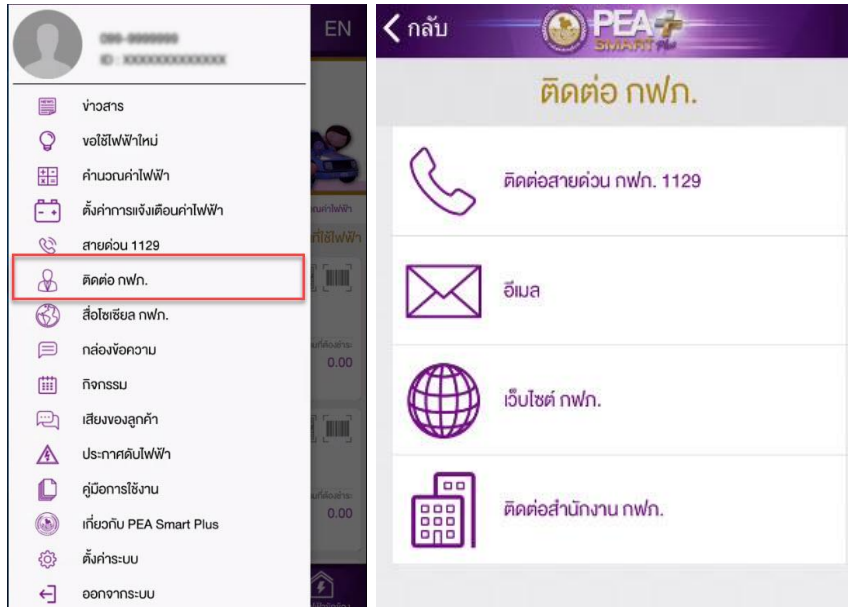 EN
ข่าวสาร
ขอใช้ไฟฟ้าใหม่
คำนวณค่าไฟฟ้า
ตั้งค่าการแจ้งเตือนค่าไฟฟ้า
สายด่วน 1129
ติดต่อ กฟภ.
สื่อโซเชียล กฟภ.
กล่องข้อความ
กิจกรรม
เสียงของลูกค้า
ประกาศดับไฟฟ้า
คู่มือการใช้งาน
เกี่ยวกับ PEA Smart Plus
ตั้งค่าระบบ
ออกจากระบบ
0.00
0.00
กลับ
PEA
SMART Plus
ติดต่อ กฟภ.
ติดต่อสายด่วน กฟภ. 1129
อีเมล
เว็บไซต์ กฟภ.
ติดต่อสำนักงาน กฟภ.